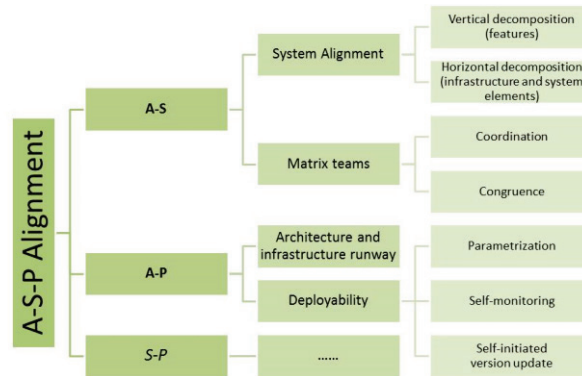 A-S-P Alignment
A-S
System Alignment
Vertical decomposition
(features)
Horizontal decomposition
(infrastructure and system
elements)
Matrix teams
Coordination
Congruence
A-P
Architecture and
infrastructure runway
Deployability
Parametrization
Self-monitoring
Self-initiated
version update
S-P
......